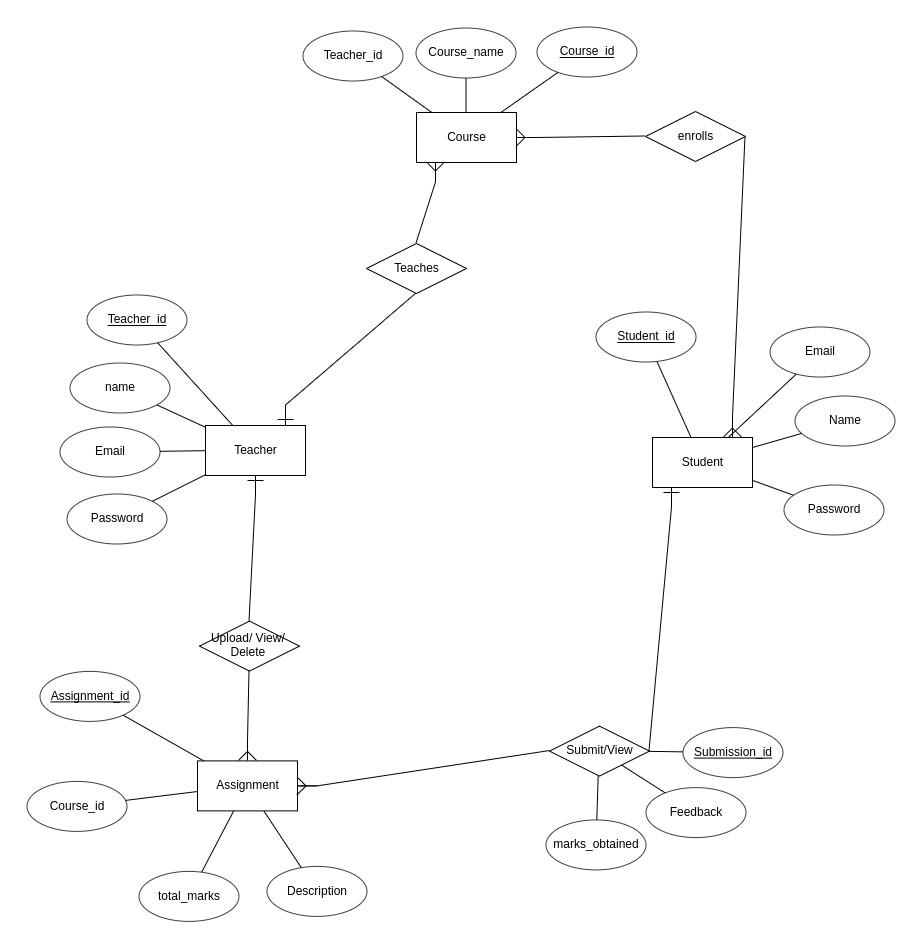 Teacher_id
Course_name
Course_id
Course
enrolls
Teaches
Teacher_id
Student_id
Email
name
Name
Teacher
Email
Student
Password
Password
Upload/ View/
Delete
Assignment_id
Submit/View
Submission_id
Assignment
Course_id
Feedback
marks_obtained
total_marks
Description